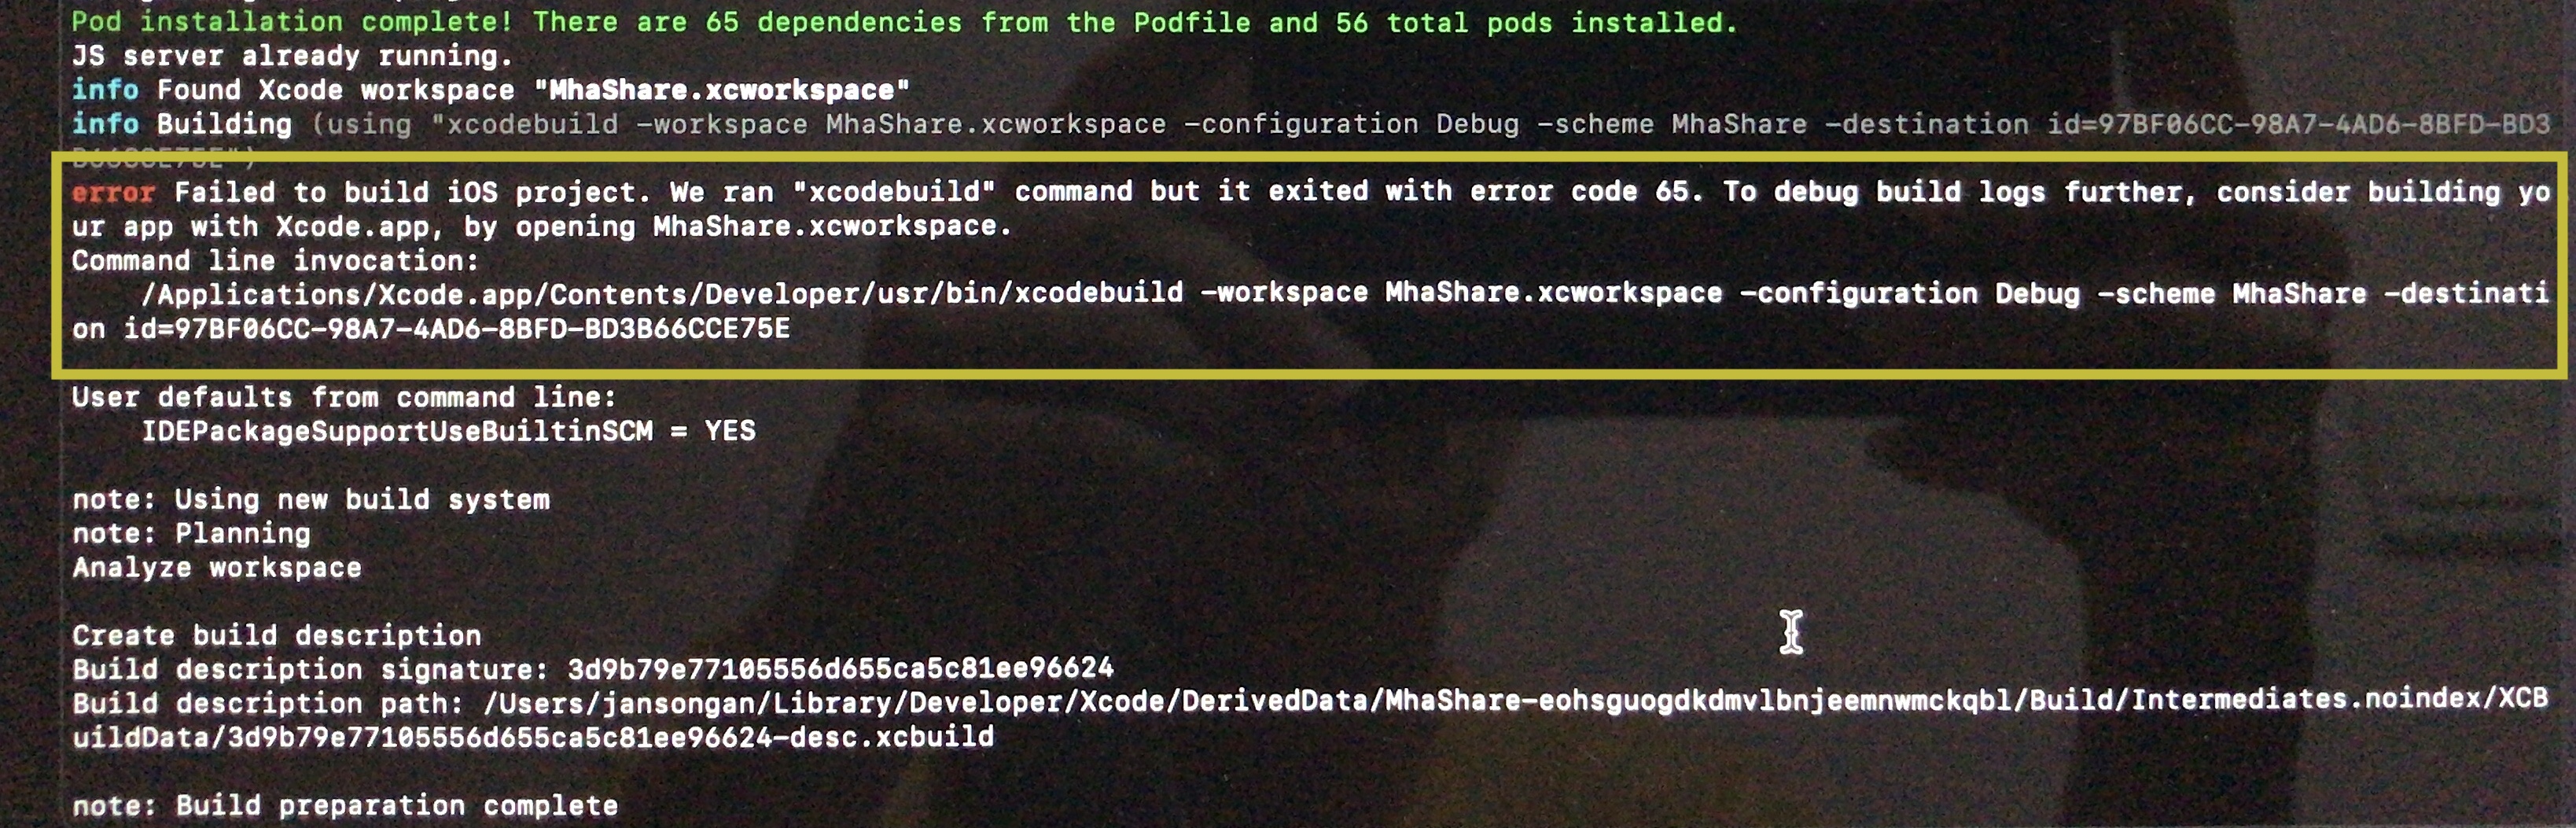 Pod installation complete! There are 65 dependencies from the Podfile and 56 total pods installed.
JS server already running.
info Found Xcode workspace "MhaShare.xcworkspace"
info Building (using "xcodebuild -workspace MhaShare.xcworkspace -configuration Debug -scheme MhaShare -destination id=97BF06CC-98A7-4AD6-8BFD-BD3
B66CCE75E")
error Failed to build iOS project. We ran "xcodebuild" command but it exited with error code 65. To debug build logs further, consider building yo
ur app with Xcode.app, by opening MhaShare.xcworkspace.
Command line invocation:
/Applications/Xcode.app/Contents/Developer/usr/bin/xcodebuild -workspace MhaShare.xcworkspace -configuration Debug -scheme MhaShare -destinati
on id=97BF06CC-98A7-4AD6-8BFD-BD3B66CCE75E
User defaults from command line:
IDEPackageSupportUseBuiltinSCM = YES
note: Using new build system
note: Planning
Analyze workspace
Create build description
Build description signature: 3d9b79e77105556d655ca5c81ee96624
Build description path: /Users/jansongan/Library/Developer/Xcode/DerivedData/MhaShare-eohsguogdkdmvlbnjeemnwmckqbl/Build/Intermediates.noindex/XCB
uildData/3d9b79e77105556d655ca5c81ee96624-desc.xcbuild
note: Build preparation complete